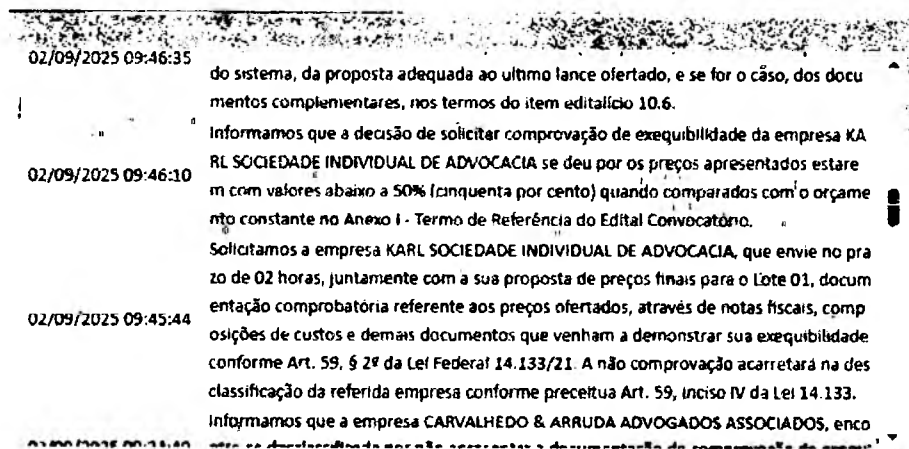 02/09/2025 09:46:35
do sistema, da proposta adequada ao ultimo lance ofertado, e se for o caso, dos docu
mentos complementares, nos termos do item editalício 10.6.
Informamos que a decisão de solicitar comprovação de exequibilidade da empresa KA
02/09/2025 09:46:10
RL SOCIEDADE INDIVIDUAL DE ADVOCACIA se deu por os preços apresentados estare
m com valores abaixo a 50% (cinquenta por cento) quando comparados com o orçame
nto constante no Anexo I - Termo de Referência do Edital Convocatório.
Solicitamos a empresa KARL SOCIEDADE INDIVIDUAL DE ADVOCACIA, que envie no pra
zo de 02 horas, juntamente com a sua proposta de preços finais para o Lote 01, docum
02/09/2025 09:45:44
entação comprobatória referente aos preços ofertados, através de notas fiscais, comp
osições de custos e demais documentos que venham a demonstrar sua exequibilidade
conforme Art. 59, § 2º da Lei Federal 14.133/21. A não comprovação acarretará na des
classificação da referida empresa conforme preceitua Art. 59, inciso IV da Lei 14.133.
Informamos que a empresa CARVALHEDO & ARRUDA ADVOGADOS ASSOCIADOS, enco